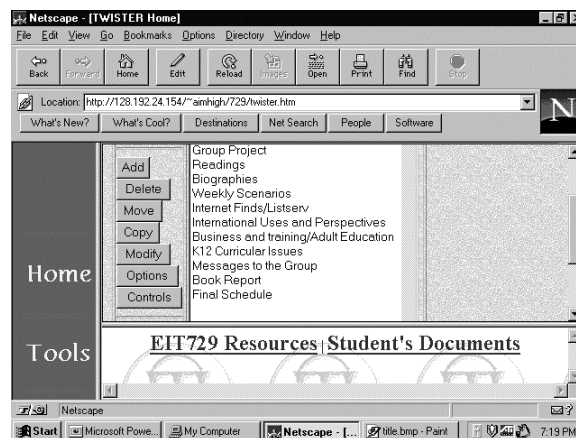 Netscape - [TWISTER Home]
File Edit View Go Bookmarks Options Directory Window Help
Back Forward Home Edit Reload Images Open Print Find Stop
Location: http://128.192.24.154/~aimhigh/729/twister.htm
N
What's New? What's Cool? Destinations Net Search People Software
Group Project
Add Readings
Biographies
Delete Weekly Scenarios
Move Internet Finds/Listserv
International Uses and Perspectives
Copy Business and training/Adult Education
Modify K12 Curricular Issues
Home Options Messages to the Group
Book Report
Controls Final Schedule
Tools EIT729 Resources | Student's Documents
Netscape ?
Start Microsoft Powe... My Computer Netscape - [... title.bmp - Paint 7:19 PM